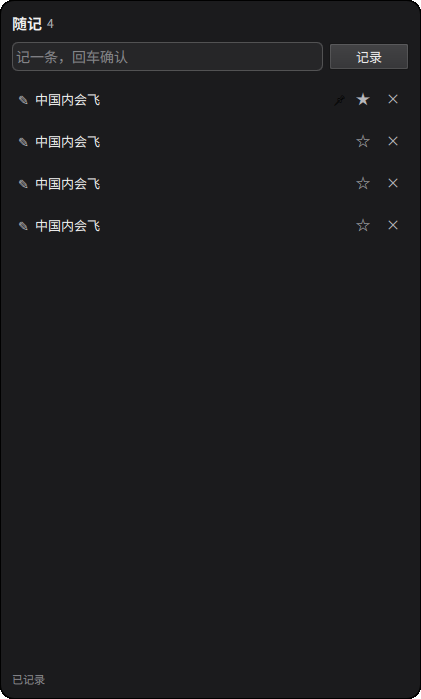 随记 4
记一条，回车确认
记录
✎ 中国内会飞 ★ ×
✎ 中国内会飞 ☆ ×
✎ 中国内会飞 ☆ ×
✎ 中国内会飞 ☆ ×
已记录